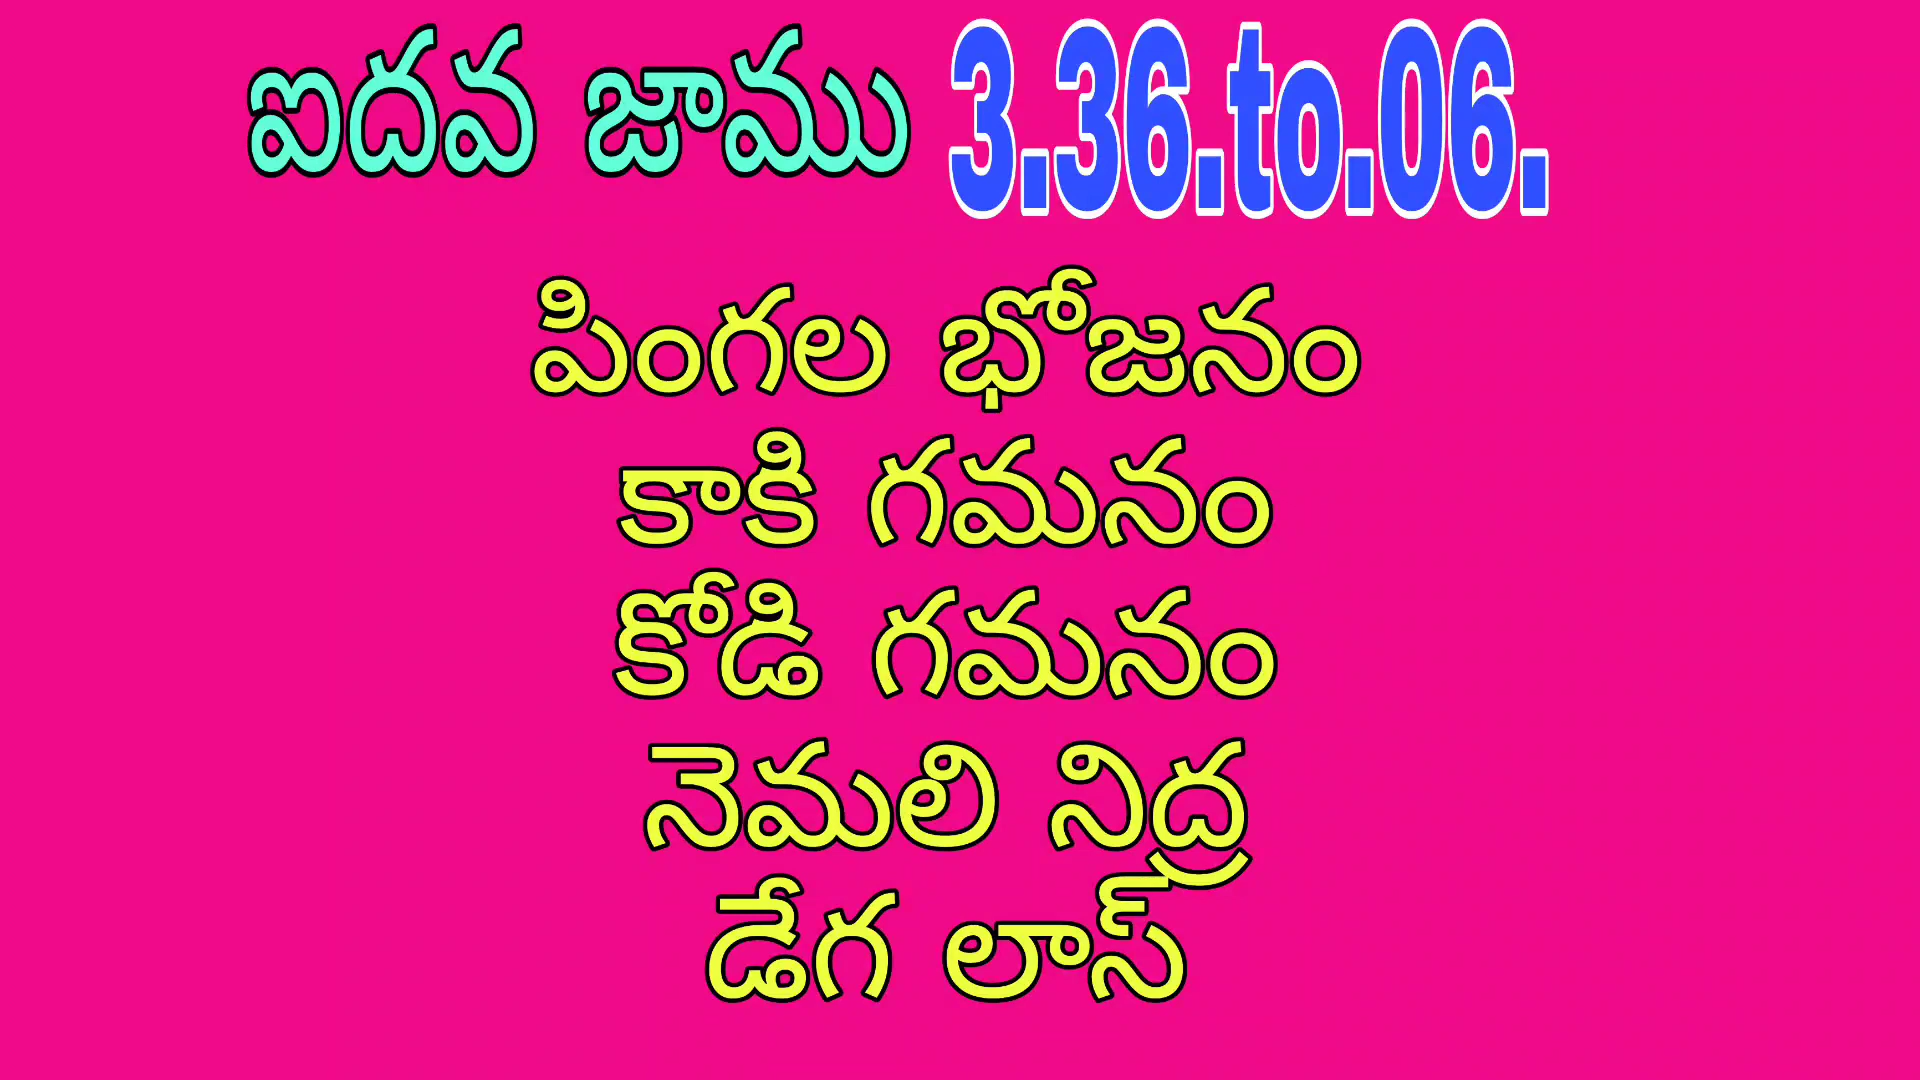 ఐదవ జాము 3.36.to.06.
పింగల భోజనం
కాకి గమనం
కోడి గమనం
నెమలి నిద్ర
డేగ లాస్